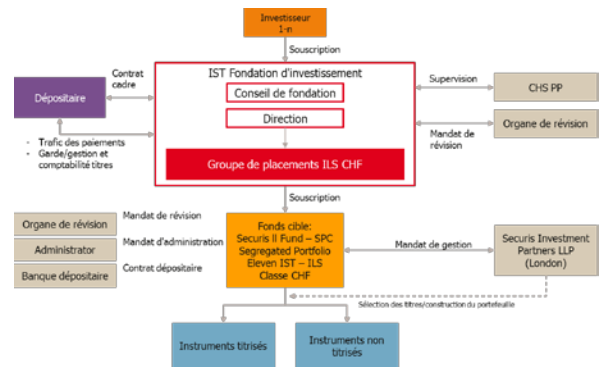 Investisseur
1-n
Souscription
IST Fondation d'investissement
Conseil de fondation
Direction
Groupe de placements ILS CHF
Contrat
cadre
Dépositaire
- Trafic des paiements
- Garde/gestion et
comptabilité titres
Supervision
CHS PP
Mandat de
révision
Organe de révision
Souscription
Organe de révision
Mandat de révision
Administrator
Mandat d'administration
Banque dépositaire
Contrat dépositaire
Fonds cible:
Securis II Fund – SPC
Segregated Portfolio
Eleven IST – ILS
Classe CHF
Mandat de gestion
Securis Investment
Partners LLP
(London)
Sélection des titres/construction du portefeuille
Instruments titrisés
Instruments non
titrisés